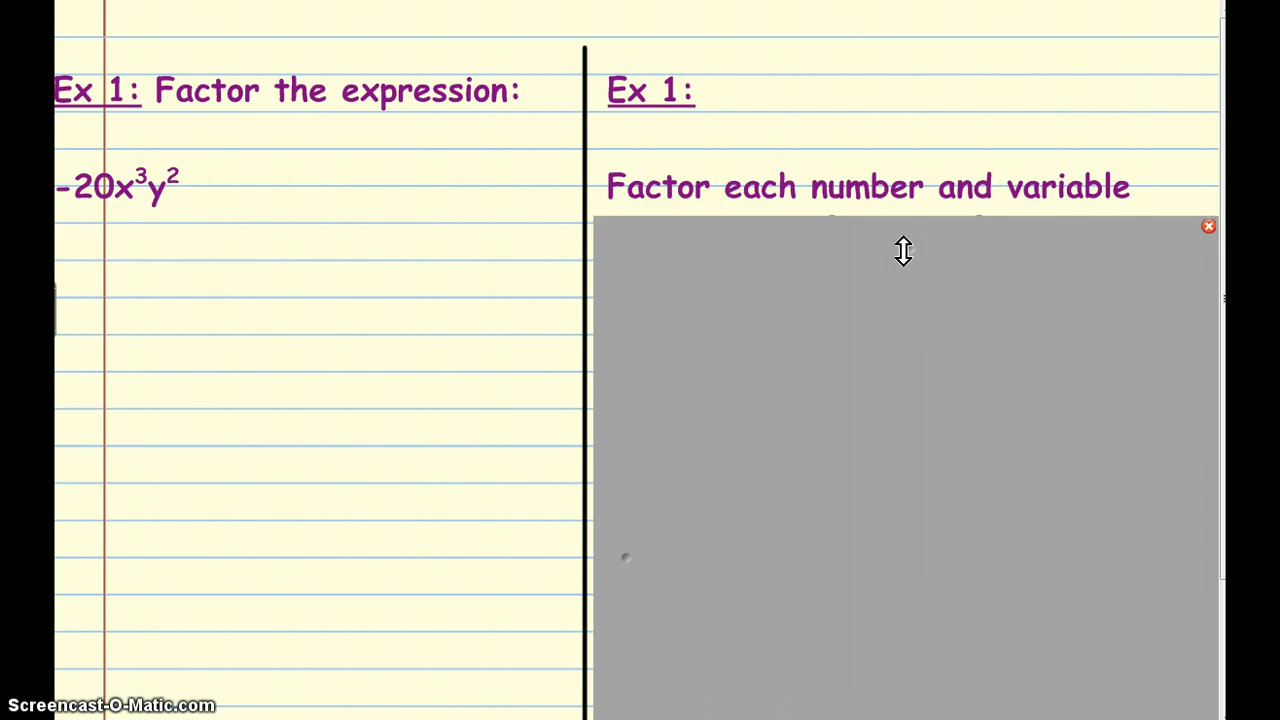 Ex 1: Factor the expression:
-20x³y²
Ex 1:
Factor each number and variable
Screencast-O-Matic.com